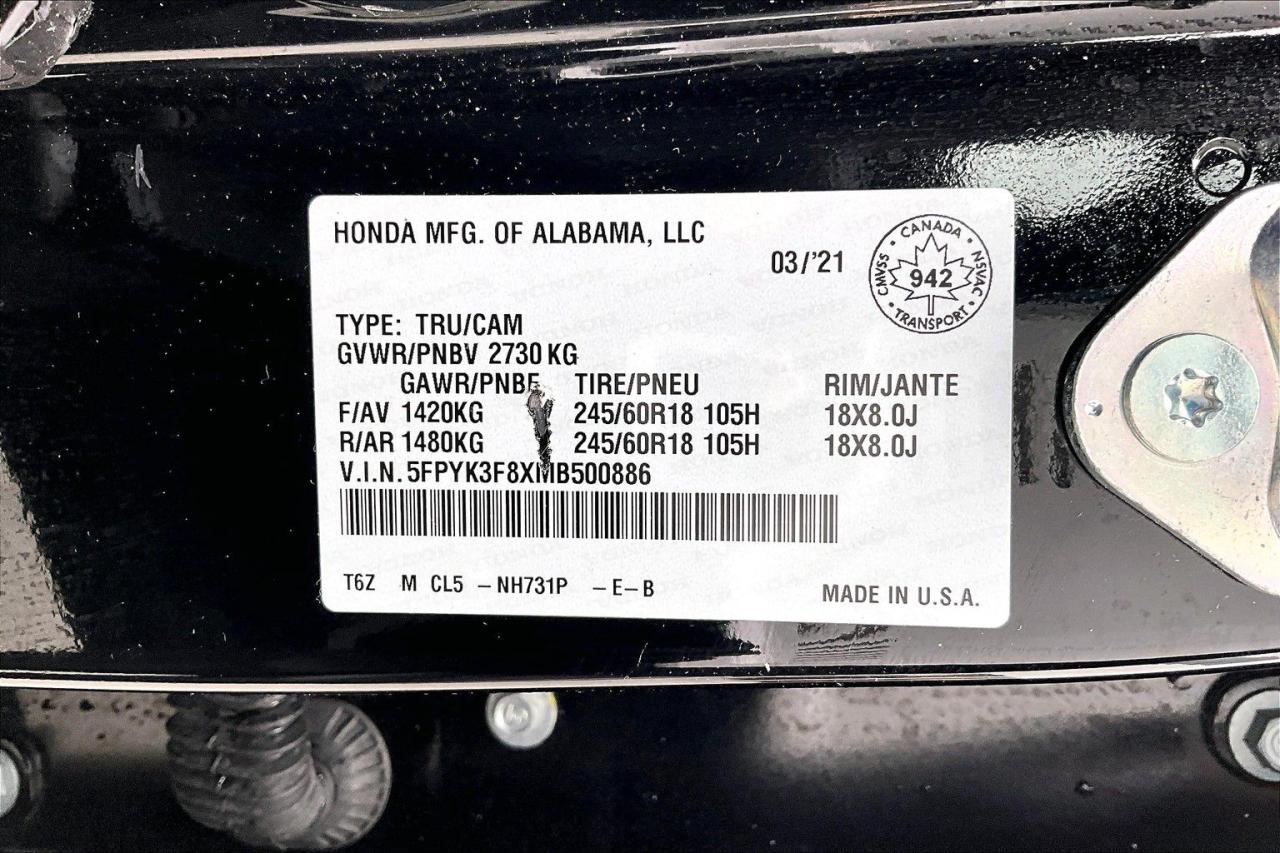 HONDA MFG. OF ALABAMA, LLC
03/'21
CANADA
CMVSS
NSVAC
942
TRANSPORT
TYPE: TRU/CAM
GVWR/PNBV 2730 KG
GAWR/PNBE TIRE/PNEU RIM/JANTE
F/AV 1420KG 245/60R18 105H 18X8.0J
R/AR 1480KG 245/60R18 105H 18X8.0J
V.I.N. 5FPYK3F8XMB500886
T6Z M CL5 -NH731P -E-B
MADE IN U.S.A.